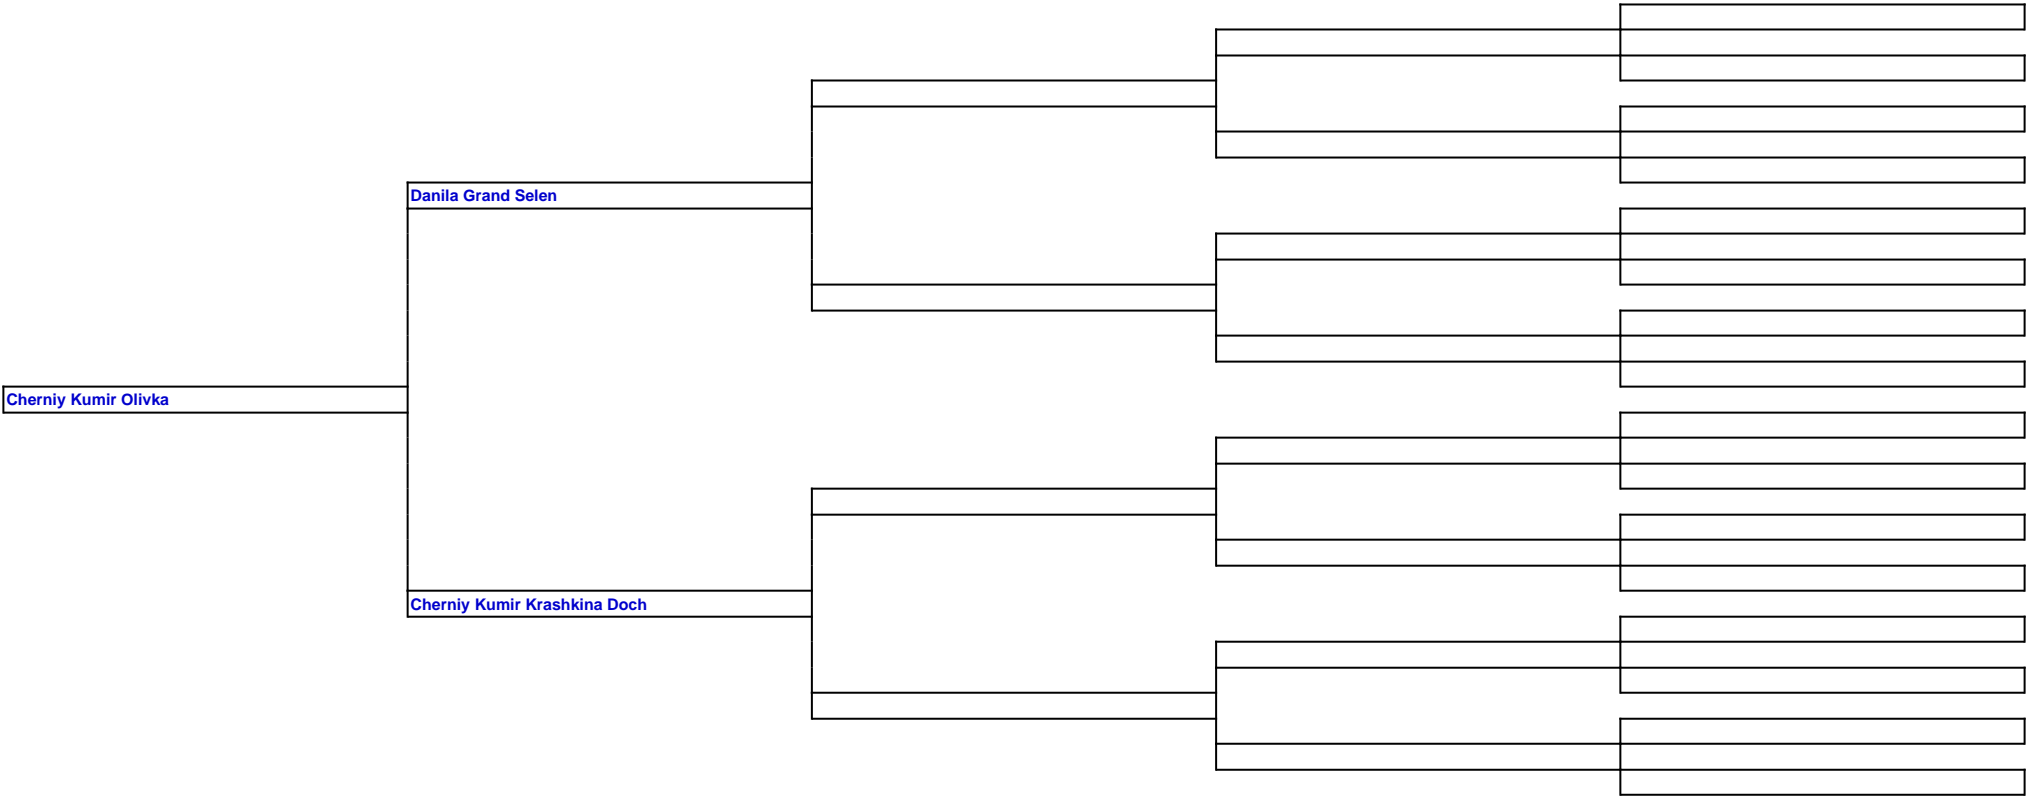 Danila Grand Selen
Cherniy Kumir Olivka
Cherniy Kumir Krashkina Doch